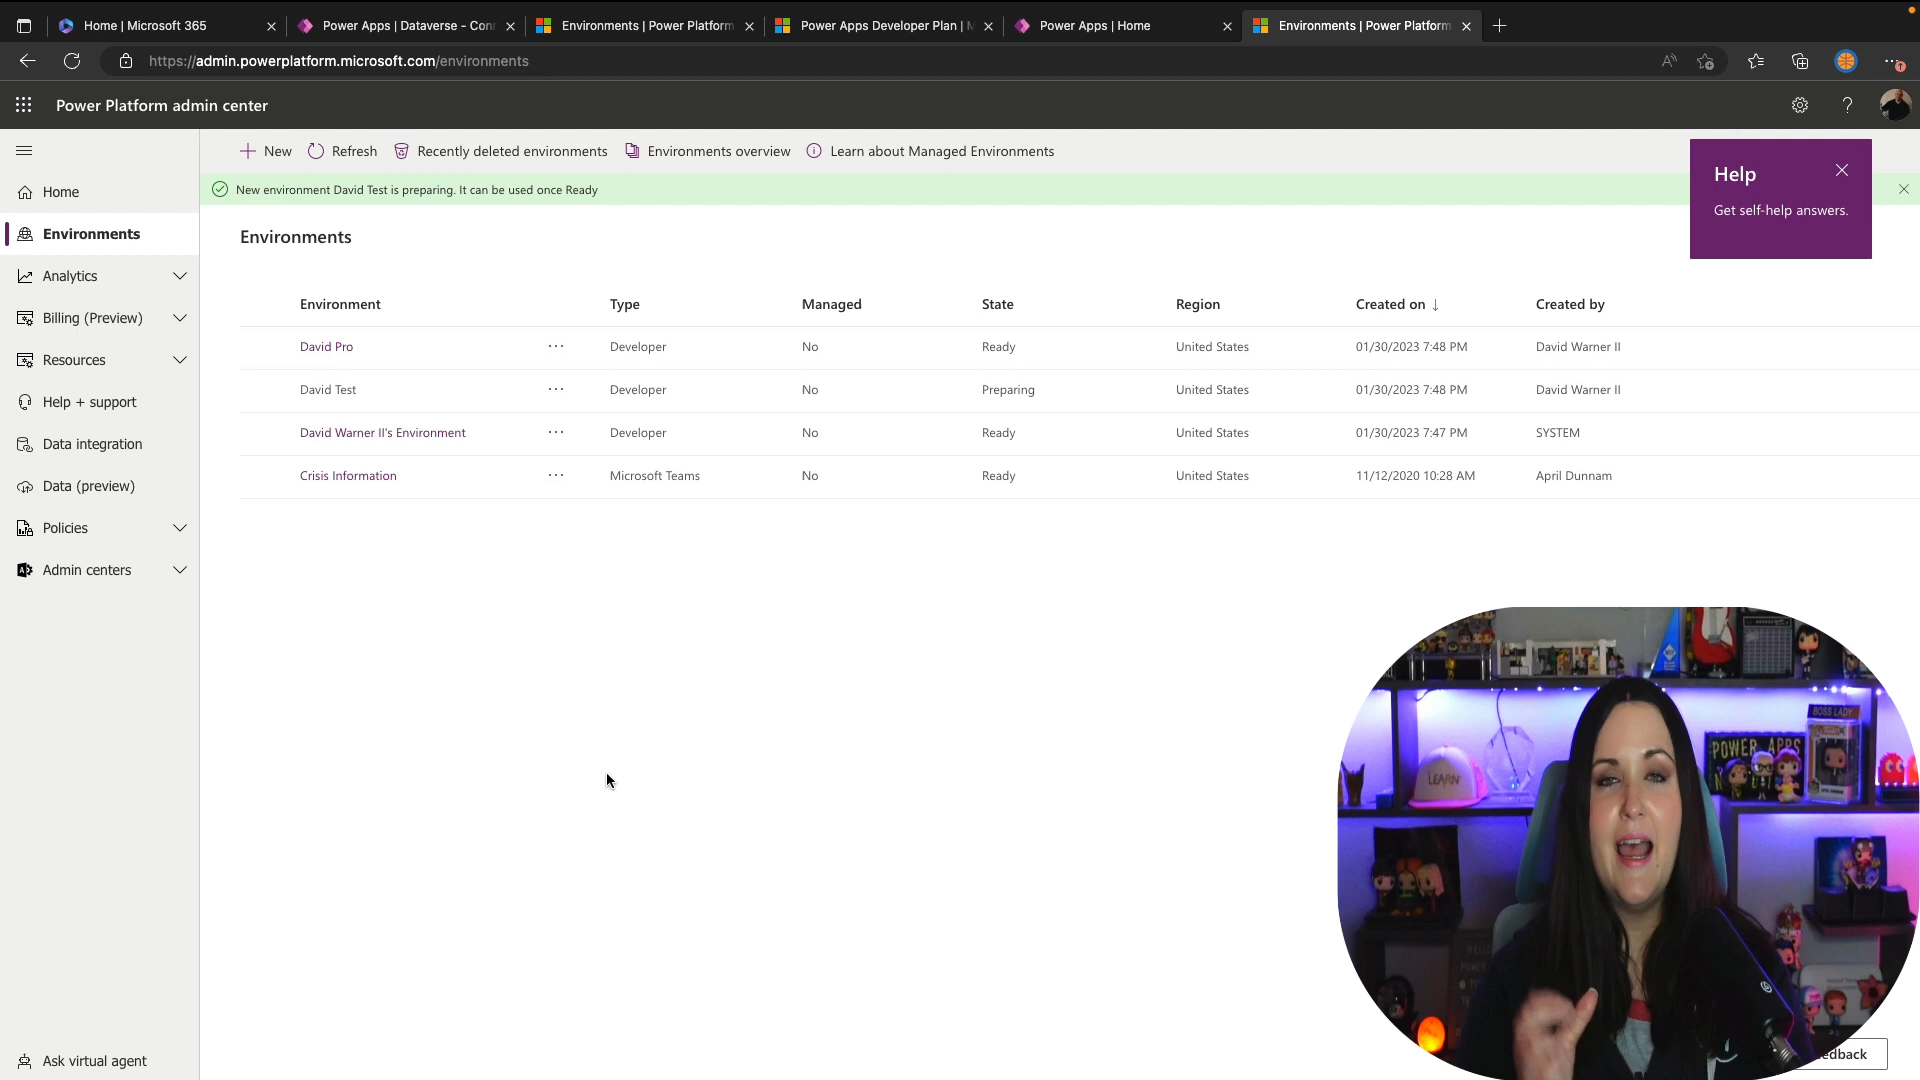 Home | Microsoft 365
Power Apps | Dataverse - Con
Environments | Power Platform
Power Apps Developer Plan | M
Power Apps | Home
Environments | Power Platform
https://admin.powerplatform.microsoft.com/environments
Power Platform admin center
New
Refresh
Recently deleted environments
Environments overview
Learn about Managed Environments
New environment David Test is preparing. It can be used once Ready
Help
Get self-help answers.
Home
Environments
Analytics
Billing (Preview)
Resources
Help + support
Data integration
Data (preview)
Policies
Admin centers
Ask virtual agent
Environments
Environment Type Managed State Region Created on ↓ Created by
David Pro ··· Developer No Ready United States 01/30/2023 7:48 PM David Warner II
David Test ··· Developer No Preparing United States 01/30/2023 7:48 PM David Warner II
David Warner II's Environment ··· Developer No Ready United States 01/30/2023 7:47 PM SYSTEM
Crisis Information ··· Microsoft Teams No Ready United States 11/12/2020 10:28 AM April Dunnam
BOSS LADY
POWER APPS
LEARN
edback